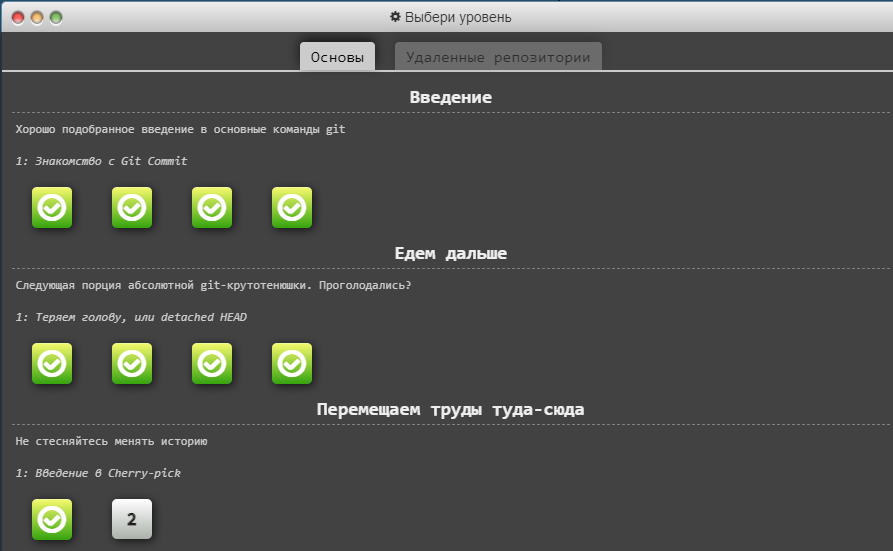 Выбери уровень
Основы
Удаленные репозитории
Введение
Хорошо подобранное введение в основные команды git
1: Знакомство с Git Commit
Едем дальше
Следующая порция абсолютной git-крутотенюшки. Проголодались?
1: Теряем голову, или detached HEAD
Перемещаем труды туда-сюда
Не стесняйтесь менять историю
1: Введение в Cherry-pick
2